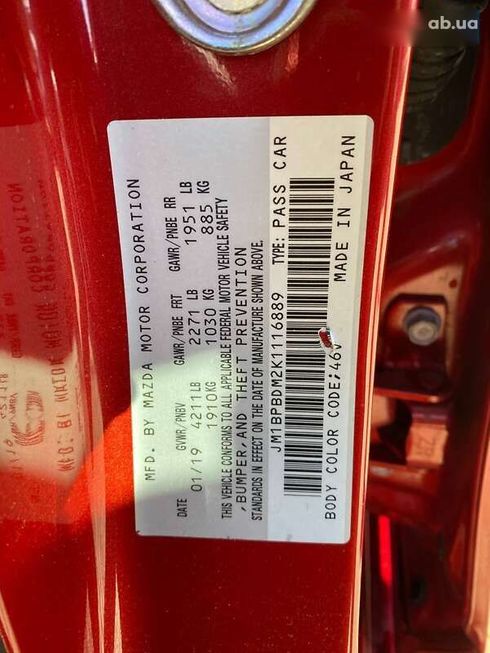 ab.ua
MFD. BY MAZDA MOTOR CORPORATION
DATE GVWR/PNBV GAWR/PNBE FRT GAWR/PNBE RR
01/19 4211LB 2271 LB 1951 LB
1910KG 1030 KG 885 KG
THIS VEHICLE CONFORMS TO ALL APPLICABLE FEDERAL MOTOR VEHICLE SAFETY
,BUMPER,AND THEFT PREVENTION
STANDARDS IN EFFECT ON THE DATE OF MANUFACTURE SHOWN ABOVE.
JM1BPBDM2K1116889 TYPE: PASS CAR
BODY COLOR CODE:46V MADE IN JAPAN